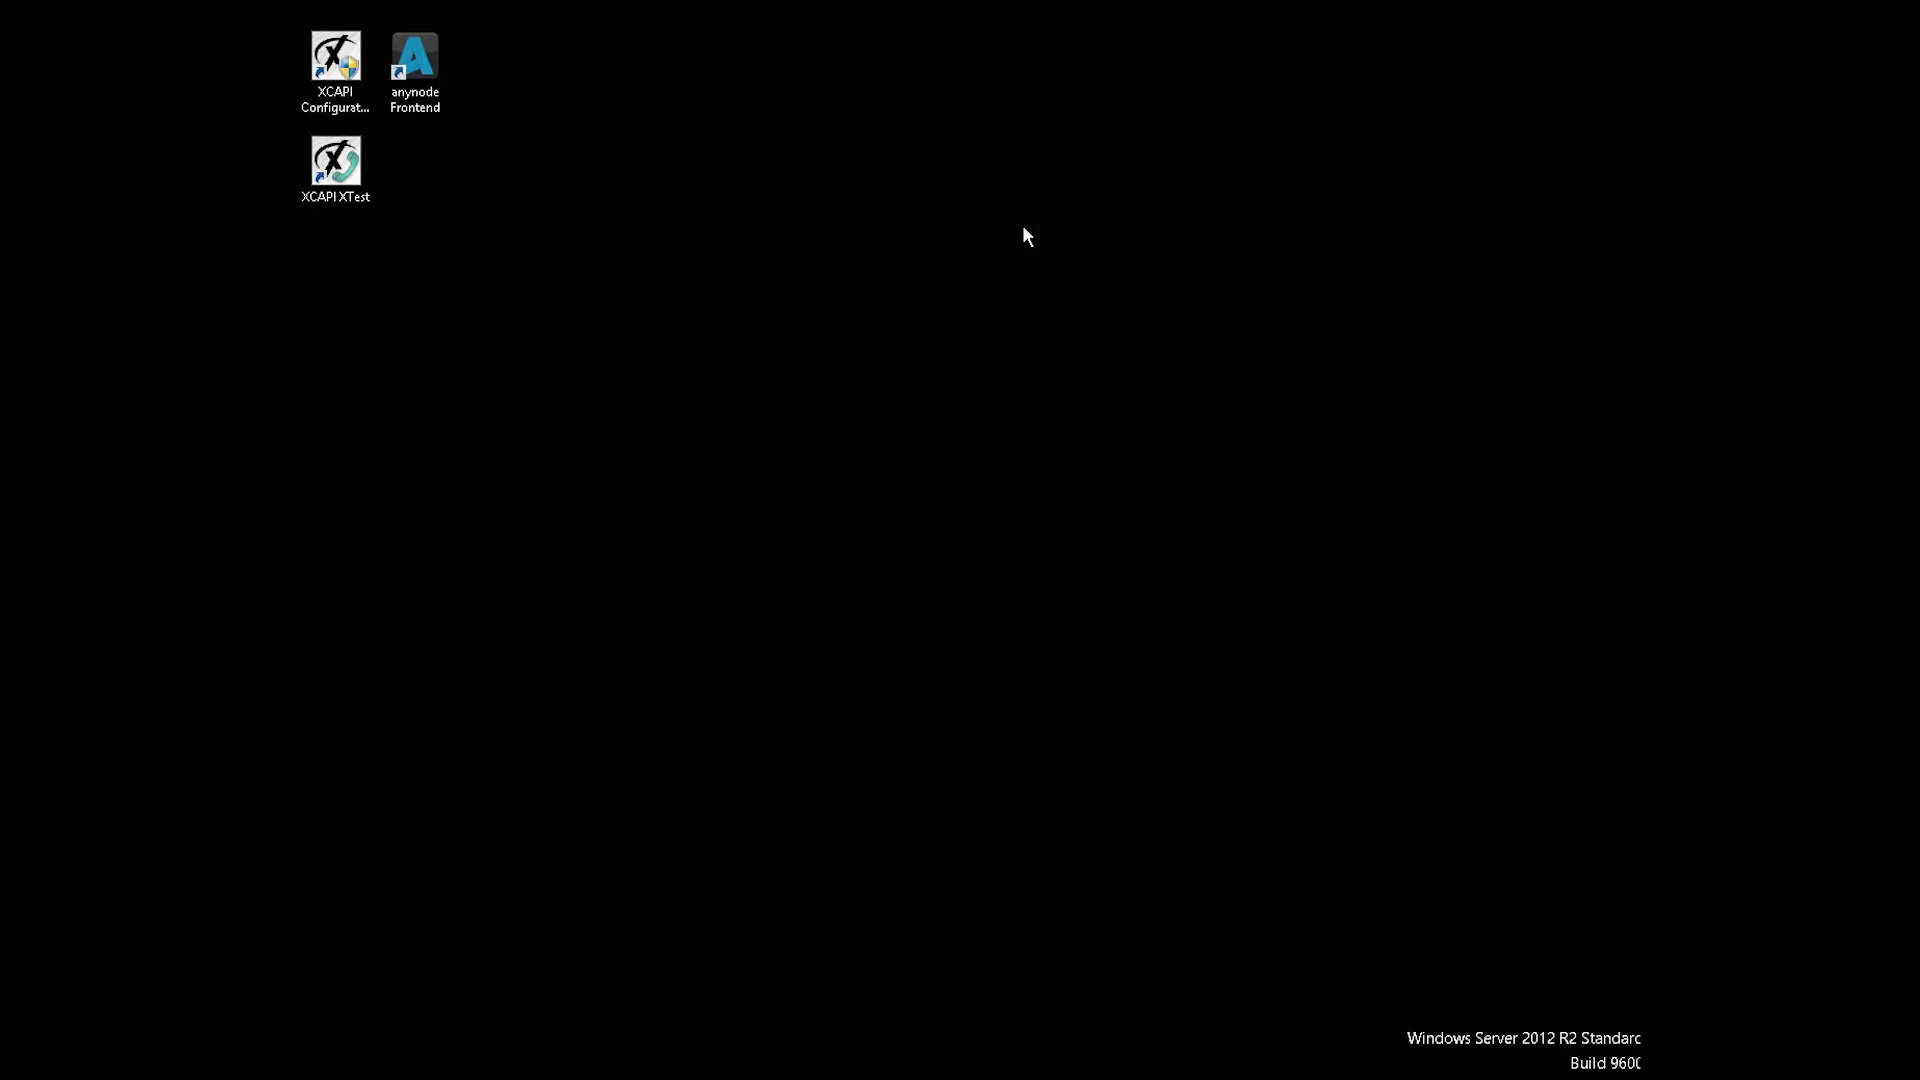 XCAPI
Configurat...
anynode
Frontend
XCAPI XTest
Windows Server 2012 R2 Standarc
Build 960